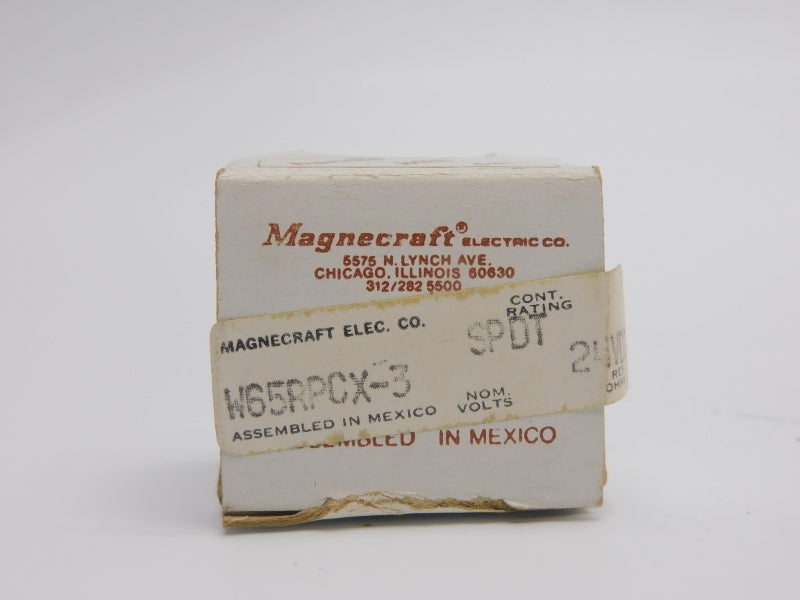 Magnecraft® ELECTRIC CO.
5575 N. LYNCH AVE.
CHICAGO, ILLINOIS 60630
312/282 5500
MAGNECRAFT ELEC. CO.
CONT.
RATING
SPDT
W65RPCX-3
NOM.
VOLTS
ASSEMBLED IN MEXICO
IN MEXICO